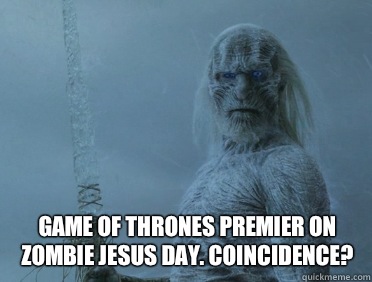 GAME OF THRONES PREMIER ON
ZOMBIE JESUS DAY. COINCIDENCE?
quickmeme.com